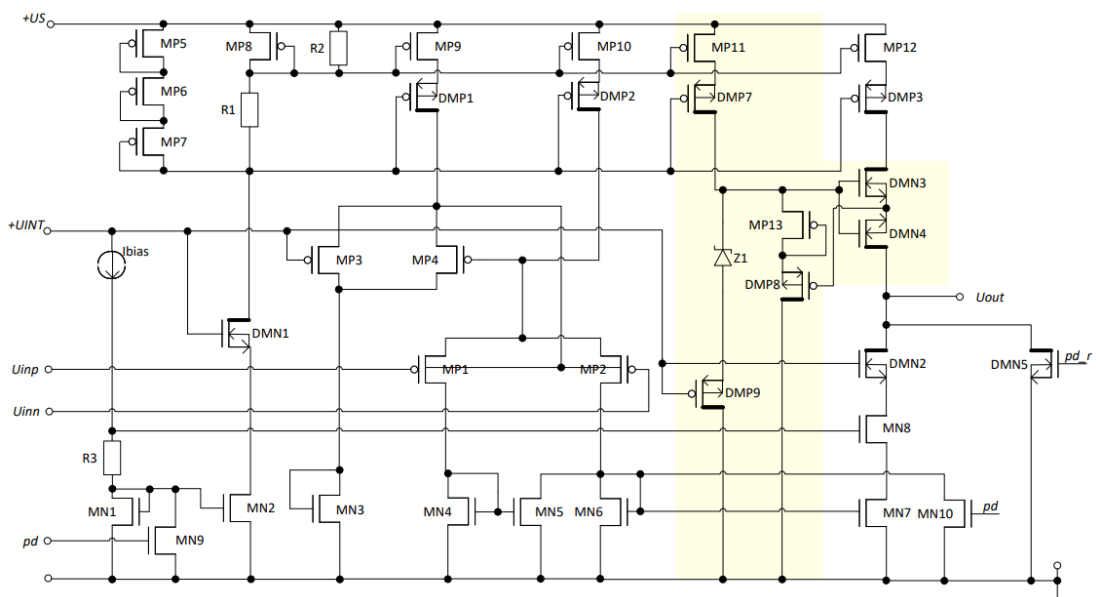 +US
MP5
MP8
R2
MP9
MP10
MP11
MP12
MP6
R1
DMP1
DMP2
DMP7
DMP3
MP7
DMN3
MP13
DMN4
+UINT
Ibias
MP3
MP4
Z1
DMP8
Uout
DMN1
Uinp
MP1
MP2
DMN2
DMN5
pd_r
DMP9
Uinn
MN8
R3
MN1
MN2
MN3
MN4
MN5
MN6
MN7
MN10
pd
pd
MN9